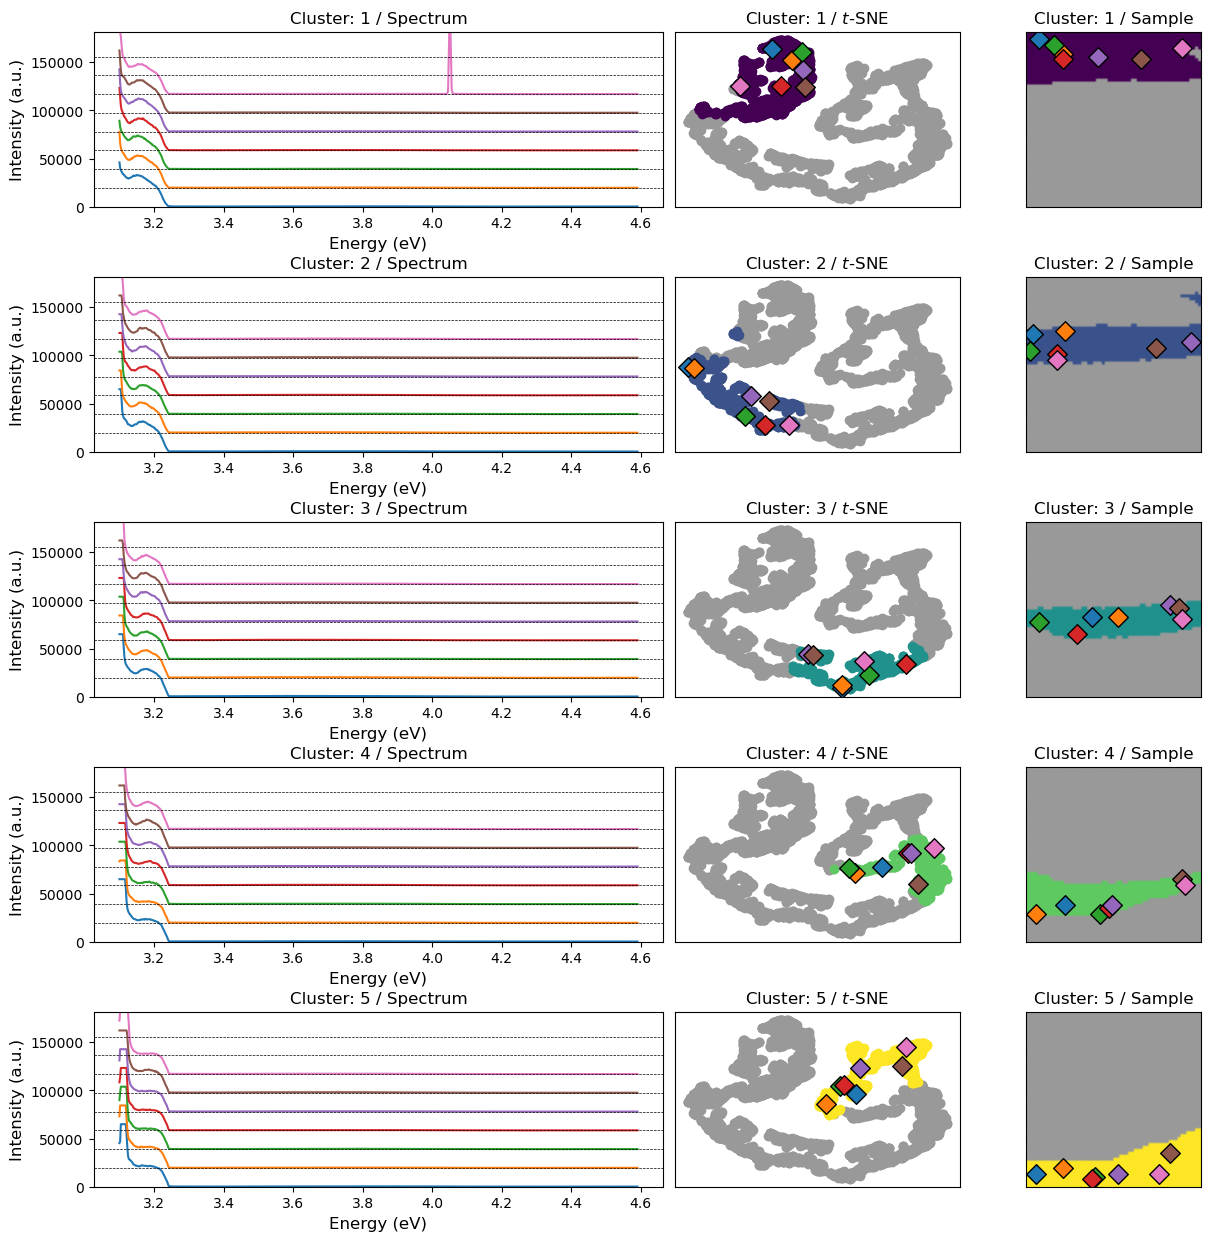 Cluster: 1 / Spectrum
Cluster: 1 / t-SNE
Cluster: 1 / Sample
Intensity (a.u.)
150000
100000
50000
0
3.2 3.4 3.6 3.8 4.0 4.2 4.4 4.6
Energy (eV)
Cluster: 2 / Spectrum
Cluster: 2 / t-SNE
Cluster: 2 / Sample
Intensity (a.u.)
150000
100000
50000
0
3.2 3.4 3.6 3.8 4.0 4.2 4.4 4.6
Energy (eV)
Cluster: 3 / Spectrum
Cluster: 3 / t-SNE
Cluster: 3 / Sample
Intensity (a.u.)
150000
100000
50000
0
3.2 3.4 3.6 3.8 4.0 4.2 4.4 4.6
Energy (eV)
Cluster: 4 / Spectrum
Cluster: 4 / t-SNE
Cluster: 4 / Sample
Intensity (a.u.)
150000
100000
50000
0
3.2 3.4 3.6 3.8 4.0 4.2 4.4 4.6
Energy (eV)
Cluster: 5 / Spectrum
Cluster: 5 / t-SNE
Cluster: 5 / Sample
Intensity (a.u.)
150000
100000
50000
0
3.2 3.4 3.6 3.8 4.0 4.2 4.4 4.6
Energy (eV)